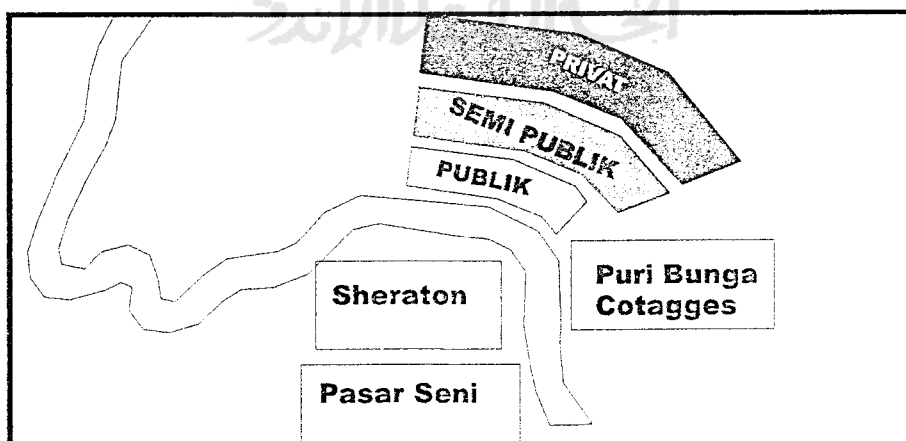 PRIVAT
SEMI PUBLIK
PUBLIK
Puri Bunga
Cotagges
Sheraton
Pasar Seni